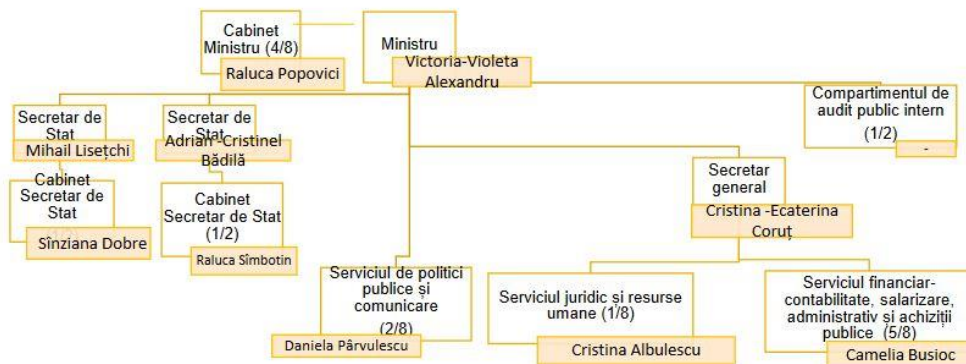 Cabinet
Ministru (4/8)
Raluca Popovici
Ministru
Victoria-Violeta
Alexandru
Compartimentul de
audit public intern
(1/2)
-
Secretar de
Stat
Mihail Lisețchi
Secretar de
Stat
Adrian -Cristinel
Bădilă
Cabinet
Secretar de
Stat
Sînziana Dobre
Cabinet
Secretar de Stat
(1/2)
Raluca Sîmbotin
Secretar
general
Cristina -Ecaterina
Coruț
Serviciul de politici
publice și
comunicare
(2/8)
Daniela Pârvulescu
Serviciul juridic și resurse
umane (1/8)
Cristina Albulescu
Serviciul financiar-
contabilitate, salarizare,
administrativ și achiziții
publice (5/8)
Camelia Busioc